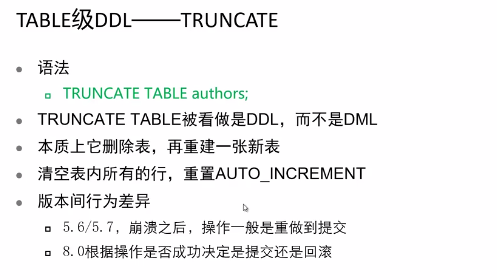 TABLE级DDL——TRUNCATE
语法
TRUNCATE TABLE authors;
TRUNCATE TABLE被看做是DDL，而不是DML
本质上它删除表，再重建一张新表
清空表内所有的行，重置AUTO_INCREMENT
版本间行为差异
5.6/5.7，崩溃之后，操作一般是重做到提交
8.0根据操作是否成功决定是提交还是回滚